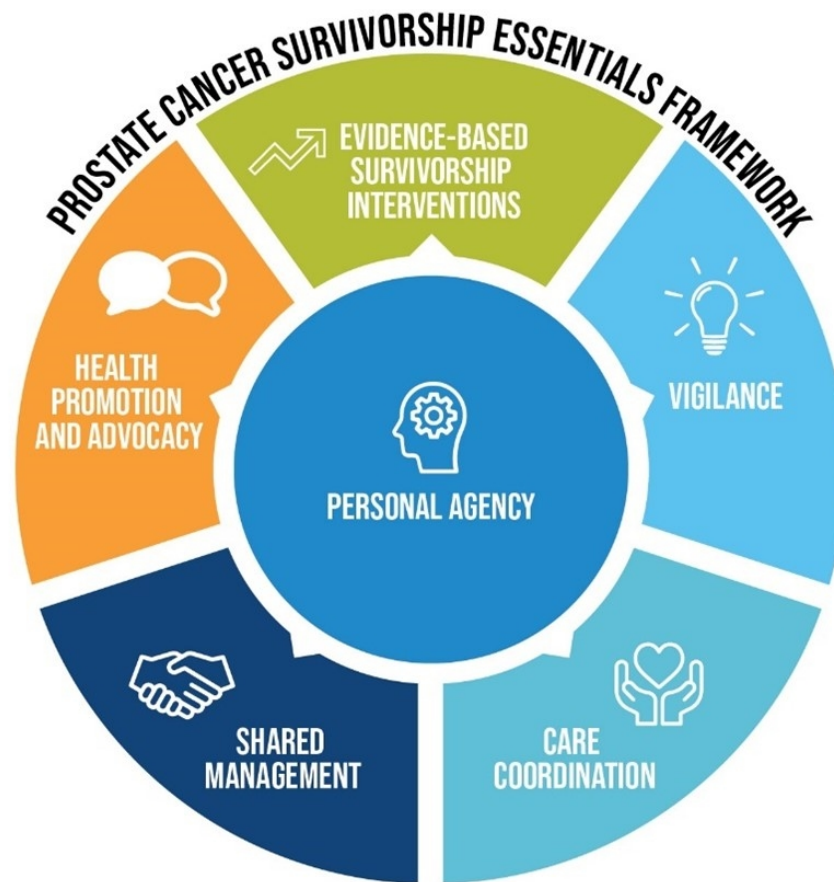 PROSTATE CANCER SURVIVORSHIP ESSENTIALS FRAMEWORK
EVIDENCE-BASED
SURVIVORSHIP
INTERVENTIONS
HEALTH
PROMOTION
AND ADVOCACY
VIGILANCE
PERSONAL AGENCY
SHARED
MANAGEMENT
CARE
COORDINATION